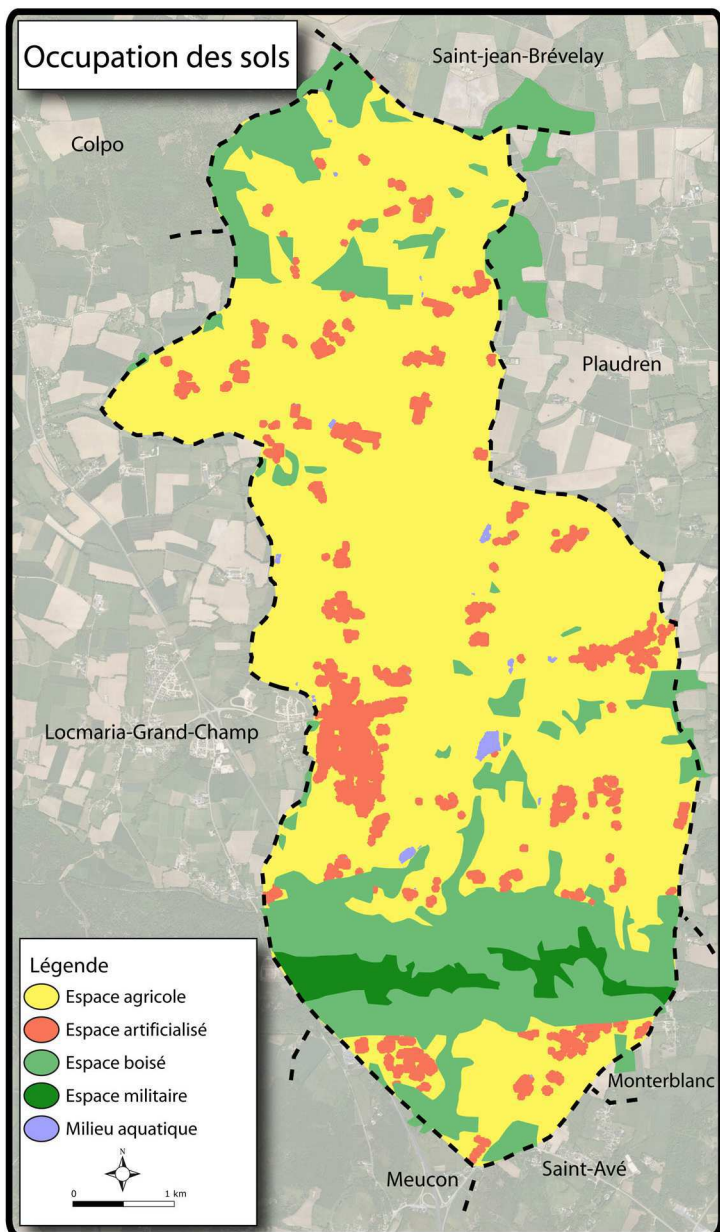 Occupation des sols
Saint-jean-Brévelay
Colpo
Plaudren
Locmaria-Grand-Champ
Légende
Espace agricole
Espace artificialisé
Espace boisé
Espace militaire
Milieu aquatique
N
0 1 km
Monterblanc
Saint-Avé
Meucon